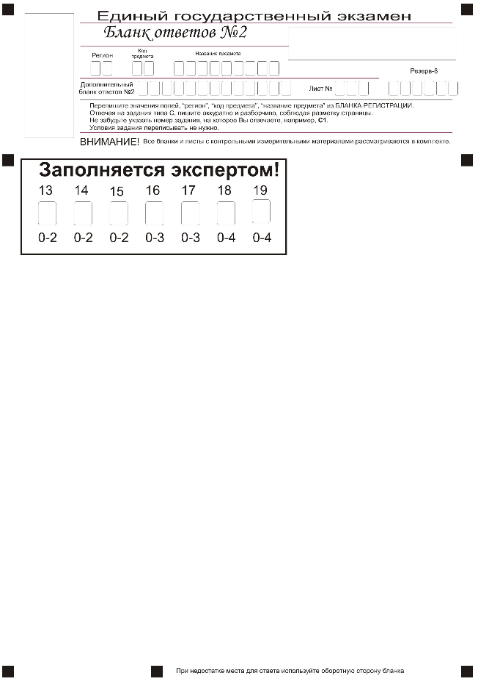 Единый государственный экзамен
Бланк ответов №2
Регион
Код предмета
Название предмета
Резерв-8
Дополнительный бланк ответов №2
Лист №
Перепишите значения полей, "регион", "код предмета", "название предмета" из БЛАНКА РЕГИСТРАЦИИ.
Отвечая на задания типа С, пишите аккуратно и разборчиво, соблюдая разметку страницы.
Не забудьте указать номер задания, на которое Вы отвечаете, например, С1.
Условия задания переписывать не нужно.
ВНИМАНИЕ! Все бланки и листы с контрольными измерительными материалами рассматриваются в комплекте.
Заполняется экспертом!
13 14 15 16 17 18 19
0-2 0-2 0-2 0-3 0-3 0-4 0-4
При недостатке места для ответа используйте оборотную сторону бланка